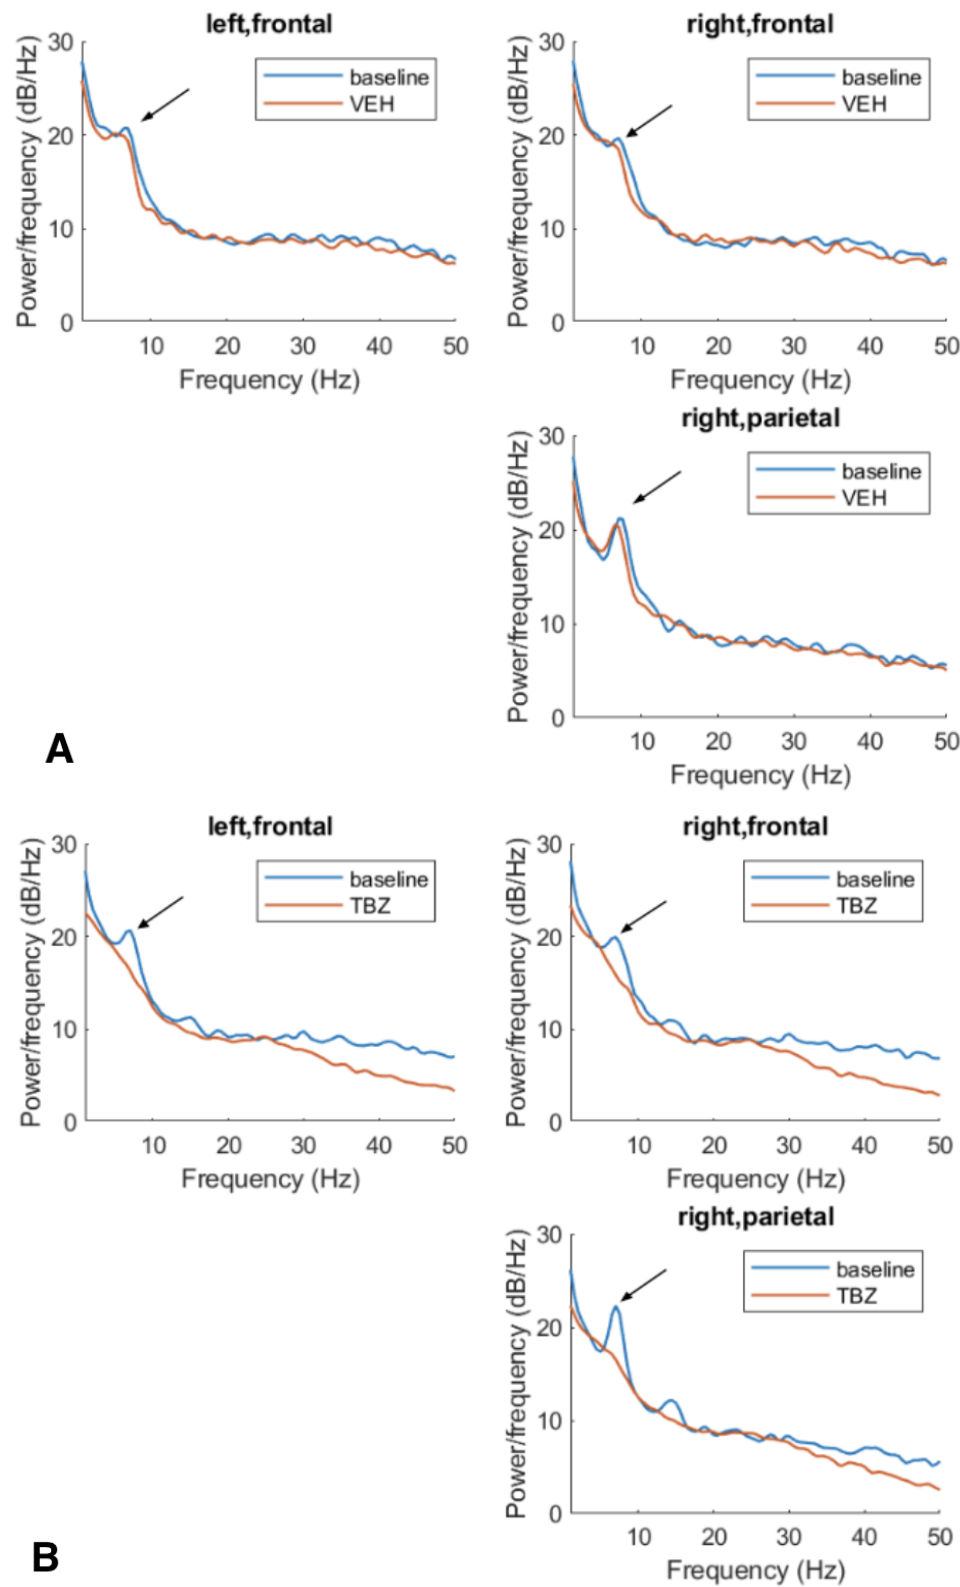 left,frontal
30
20
10
0
Power/frequency (dB/Hz)
baseline
VEH
10 20 30 40 50
Frequency (Hz)
right,frontal
30
20
10
0
Power/frequency (dB/Hz)
baseline
VEH
10 20 30 40 50
Frequency (Hz)
right,parietal
30
20
10
0
Power/frequency (dB/Hz)
baseline
VEH
10 20 30 40 50
Frequency (Hz)
A
left,frontal
30
20
10
0
Power/frequency (dB/Hz)
baseline
TBZ
10 20 30 40 50
Frequency (Hz)
right,frontal
30
20
10
0
Power/frequency (dB/Hz)
baseline
TBZ
10 20 30 40 50
Frequency (Hz)
right,parietal
30
20
10
0
Power/frequency (dB/Hz)
baseline
TBZ
10 20 30 40 50
Frequency (Hz)
B